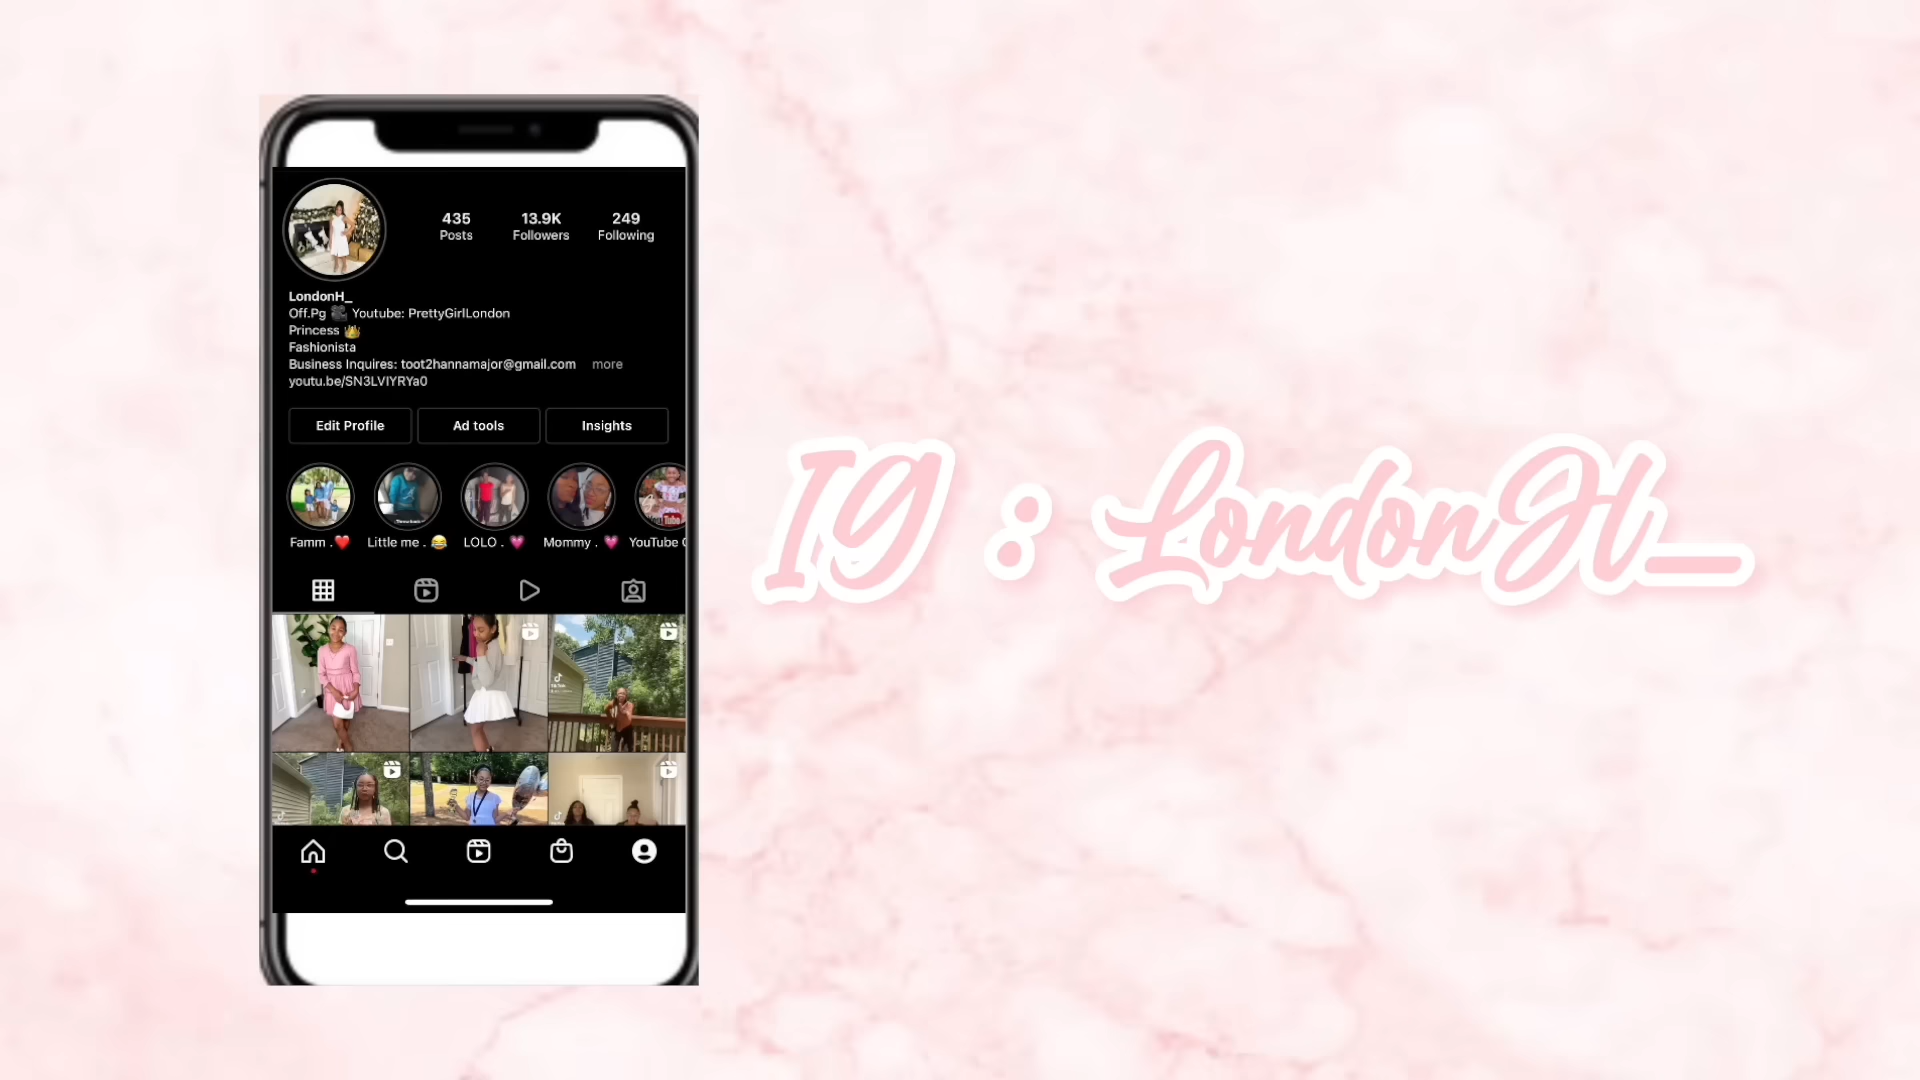 435 13.9K 249
Posts Followers Following
LondonH_
Off.Pg 🎥 Youtube: PrettyGirlLondon
Princess 👑
Fashionista
Business Inquires: toot2hannamajor@gmail.com more
youtu.be/SN3LVIYRYa0
Edit Profile Ad tools Insights
Famm .❤️ Little me . 😂 LOLO . 💗 Mommy . 💗 YouTube
IG : LondonH_